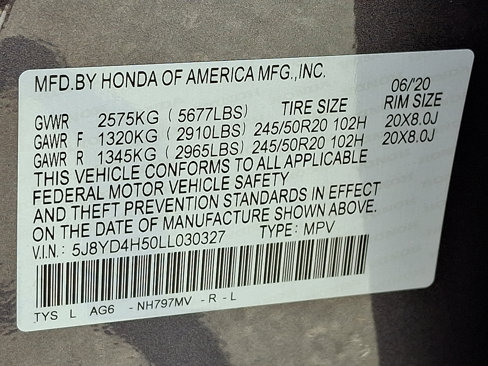 MFD.BY HONDA OF AMERICA MFG.,INC.
06/'20
GVWR 2575KG (5677LBS) TIRE SIZE RIM SIZE
GAWR F 1320KG (2910LBS) 245/50R20 102H 20X8.0J
GAWR R 1345KG (2965LBS) 245/50R20 102H 20X8.0J
THIS VEHICLE CONFORMS TO ALL APPLICABLE
FEDERAL MOTOR VEHICLE SAFETY
AND THEFT PREVENTION STANDARDS IN EFFECT
ON THE DATE OF MANUFACTURE SHOWN ABOVE.
V.I.N.: 5J8YD4H50LL030327 TYPE: MPV
TYS L AG6 - NH797MV - R - L